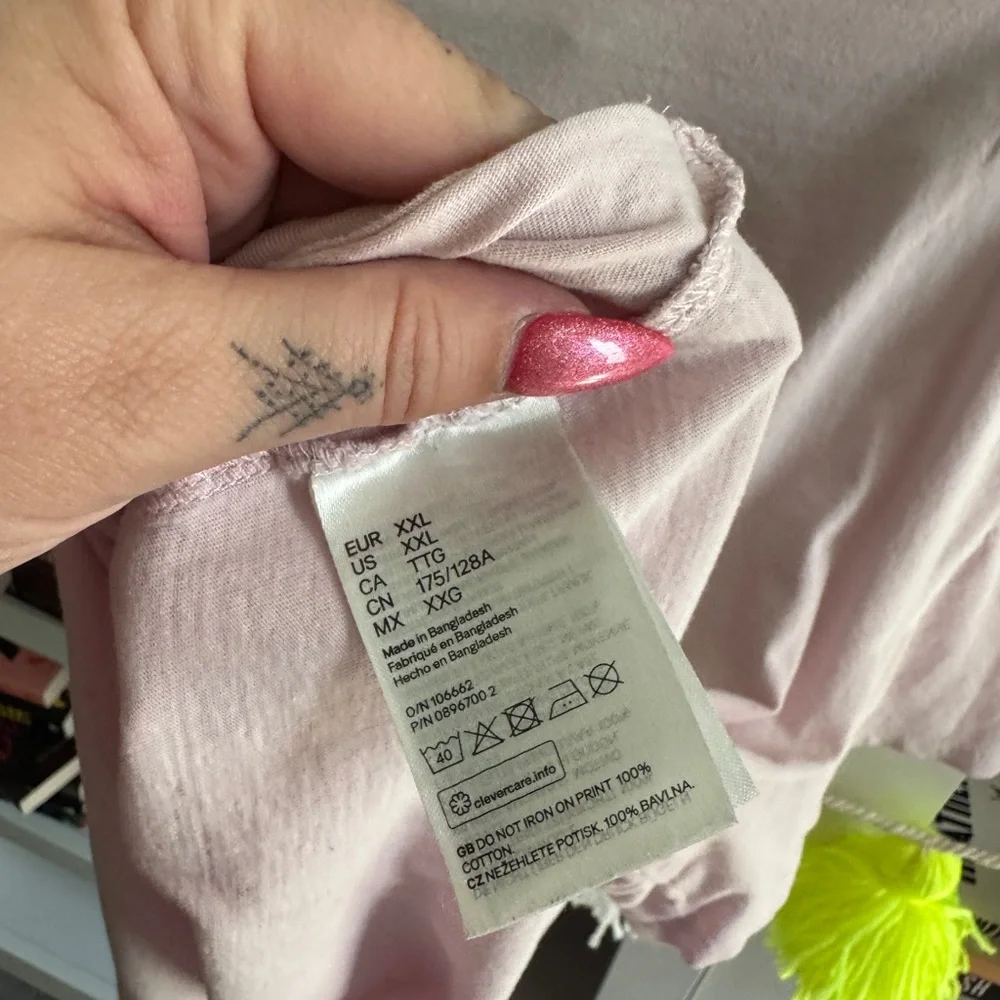 EUR XXL
US XXL
CA TTG
CN 175/128A
MX XXG
Made in Bangladesh
Fabriqué en Bangladesh
Hecho en Bangladesh
O/N 106662
P/N 0896700 2
40
clevercare.info
GB DO NOT IRON ON PRINT 100%
COTTON.
CZ NEŽEHLETE POTISK. 100% BAVLNA.